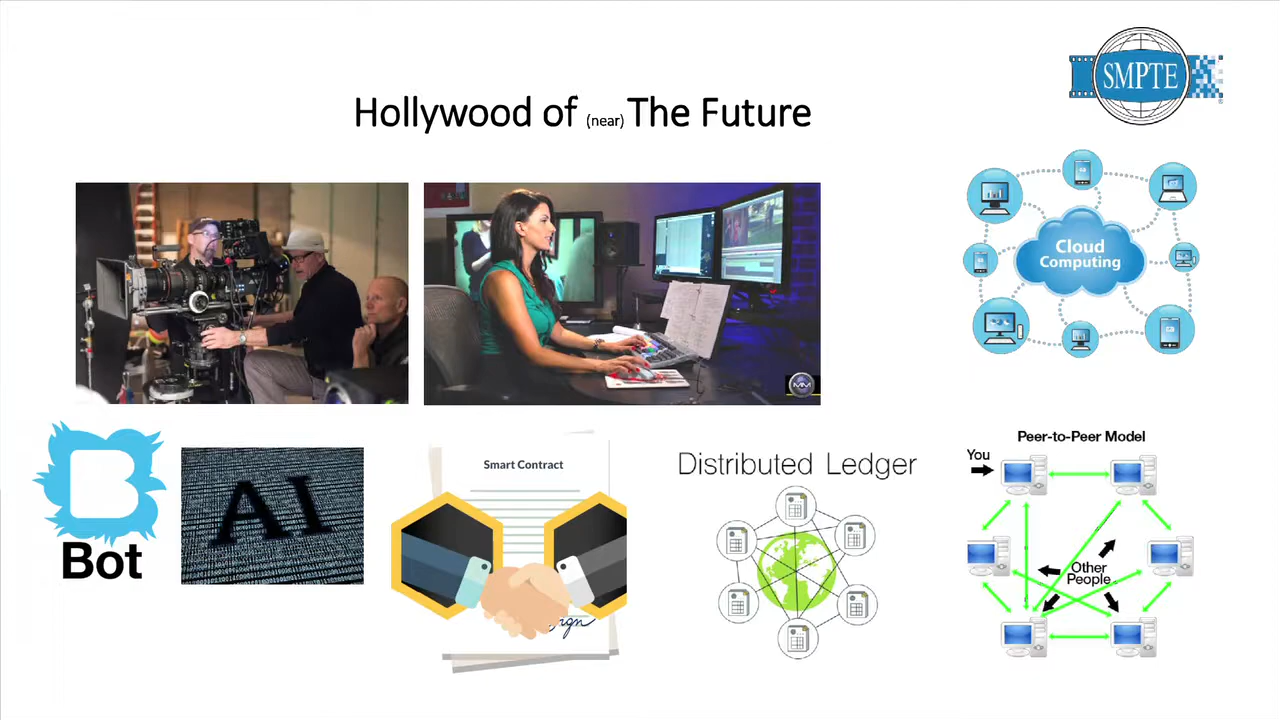 SMPTE
Hollywood of (near) The Future
Cloud
Computing
Bot
AI
Smart Contract
Distributed Ledger
Peer-to-Peer Model
You
Other
People